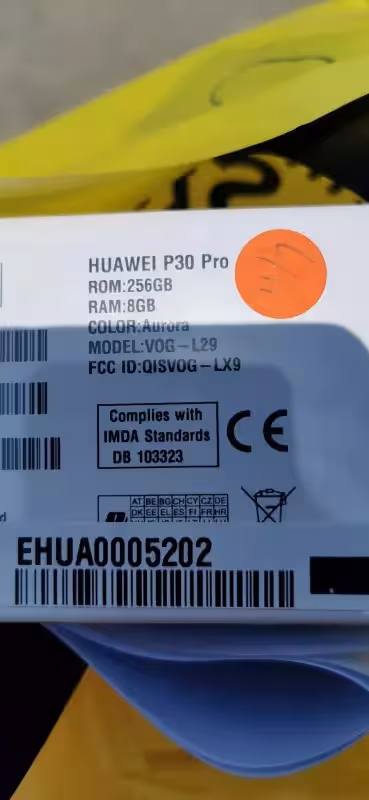 HUAWEI P30 Pro
ROM:256GB
RAM:8GB
COLOR:Aurora
MODEL:VOG-L29
FCC ID:QISVOG-LX9
Complies with
IMDA Standards
DB 103323
CE
AT BE BG CH CY CZ DE
DK EE EL ES FI FR HR
EHUA0005202